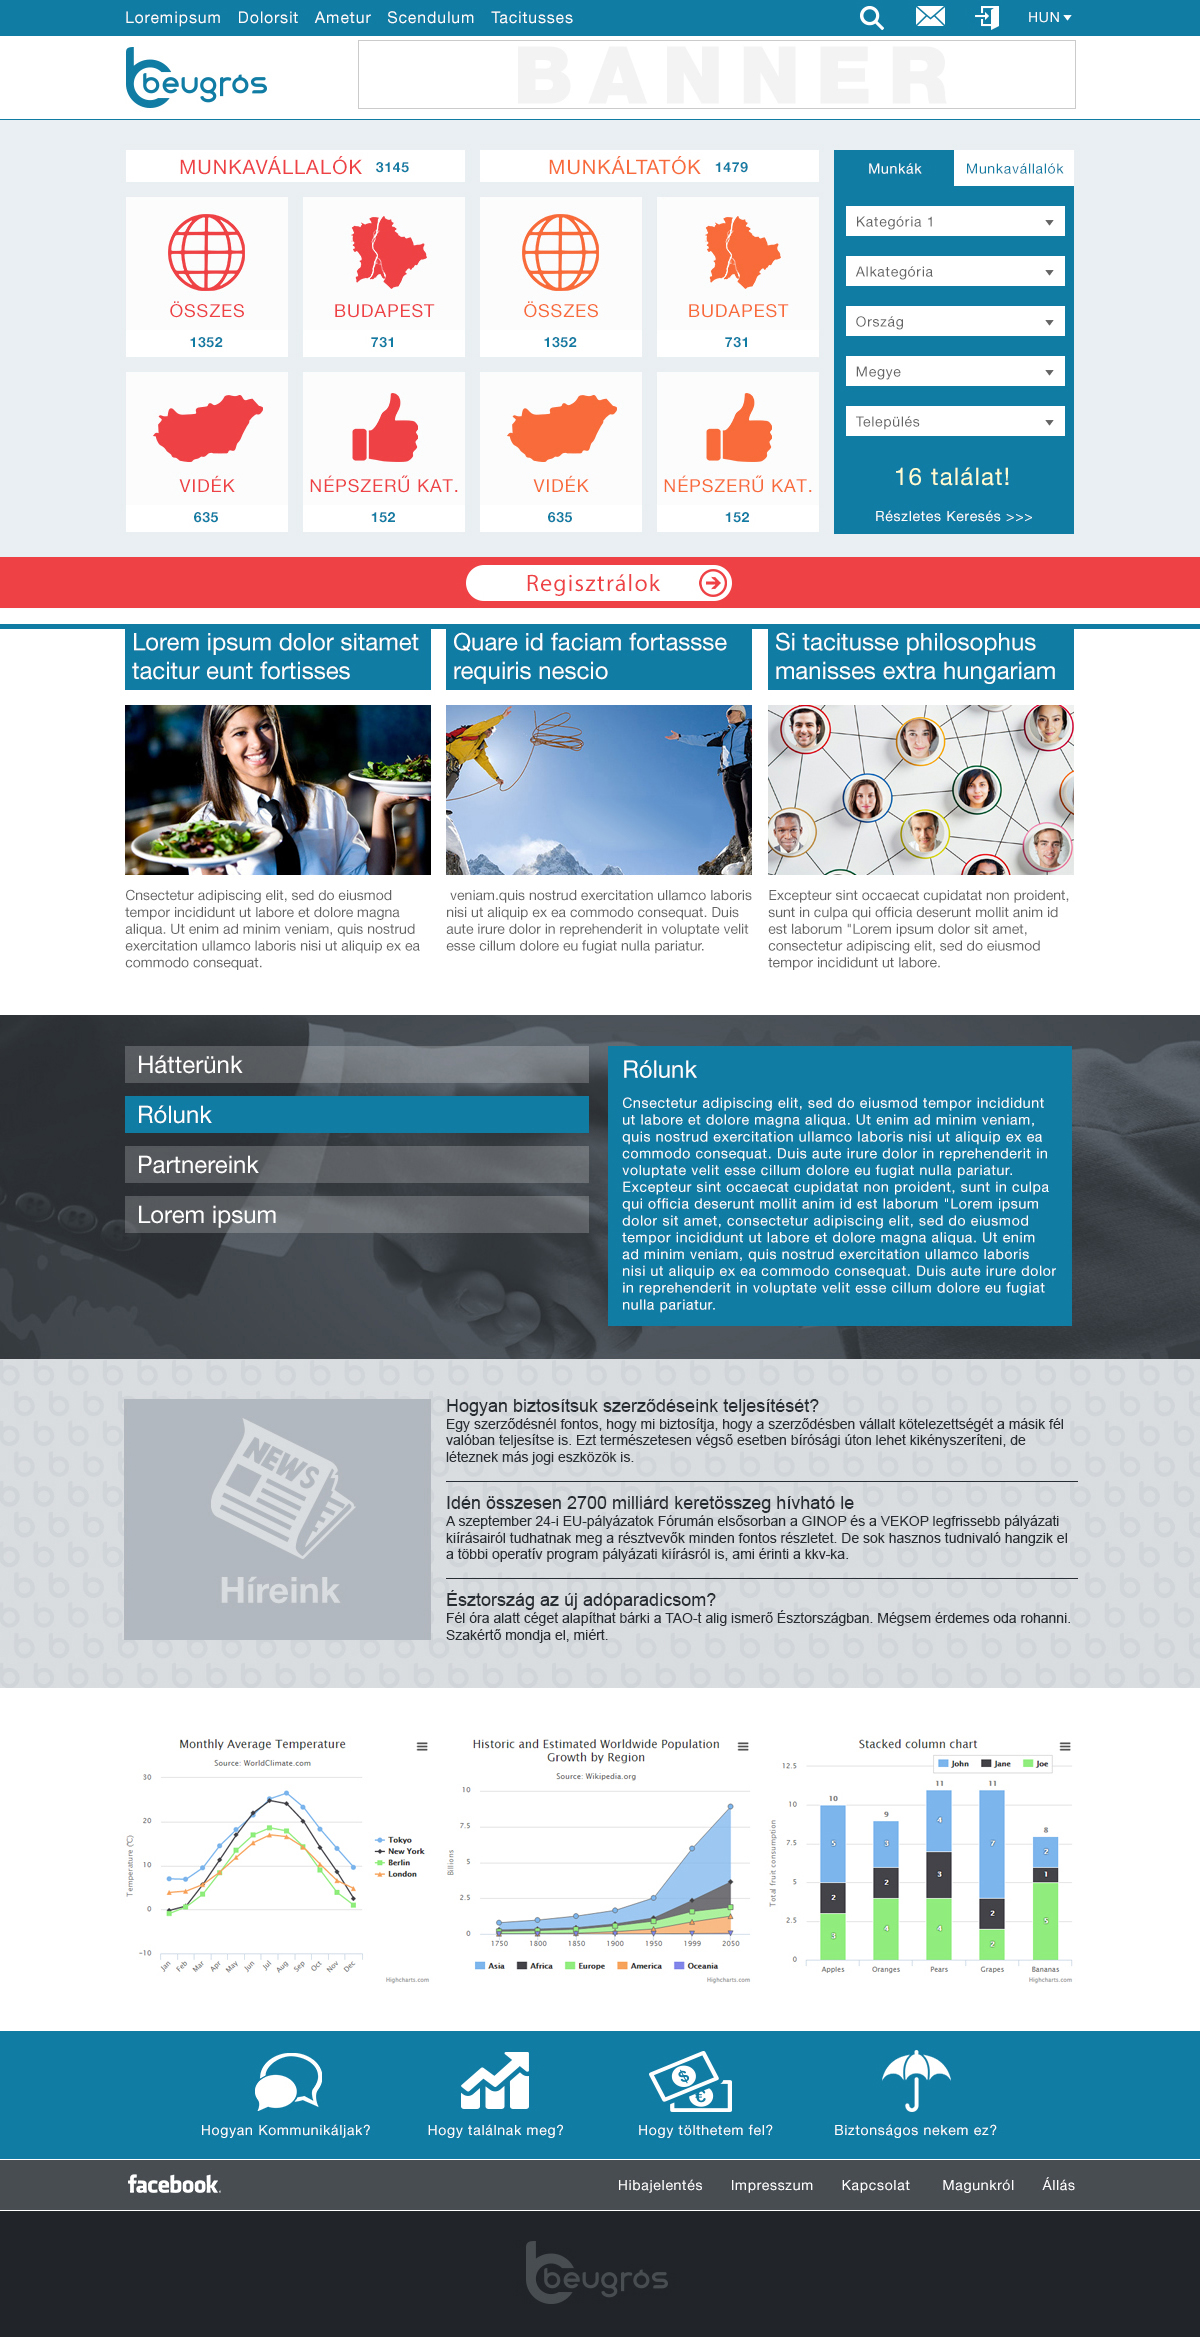 Loremipsum Dolorsit Ametur Scendulum Tacitusses HUN
beugrós
BANNER
MUNKAVÁLLALÓK 3145
MUNKÁLTATÓK 1479
ÖSSZES
1352
BUDAPEST
731
ÖSSZES
1352
BUDAPEST
731
VIDÉK
635
NÉPSZERŰ KAT.
152
VIDÉK
635
NÉPSZERŰ KAT.
152
Munkák Munkavállalók
Kategória 1
Alkategória
Ország
Megye
Település
16 találat!
Részletes Keresés >>>
Regisztrálok
Lorem ipsum dolor sitamet
tacitur eunt fortisses
Cnsectetur adipiscing elit, sed do eiusmod
tempor incididunt ut labore et dolore magna
aliqua. Ut enim ad minim veniam, quis nostrud
exercitation ullamco laboris nisi ut aliquip ex ea
commodo consequat.
Quare id faciam fortassse
requiris nescio
veniam.quis nostrud exercitation ullamco laboris
nisi ut aliquip ex ea commodo consequat. Duis
aute irure dolor in reprehenderit in voluptate velit
esse cillum dolore eu fugiat nulla pariatur.
Si tacitusse philosophus
manisses extra hungariam
Excepteur sint occaecat cupidatat non proident,
sunt in culpa qui officia deserunt mollit anim id
est laborum "Lorem ipsum dolor sit amet,
consectetur adipiscing elit, sed do eiusmod
tempor incididunt ut labore.
Hátterünk
Rólunk
Partnereink
Lorem ipsum
Rólunk
Cnsectetur adipiscing elit, sed do eiusmod tempor incididunt
ut labore et dolore magna aliqua. Ut enim ad minim veniam,
quis nostrud exercitation ullamco laboris nisi ut aliquip ex ea
commodo consequat. Duis aute irure dolor in reprehenderit in
voluptate velit esse cillum dolore eu fugiat nulla pariatur.
Excepteur sint occaecat cupidatat non proident, sunt in culpa
qui officia deserunt mollit anim id est laborum "Lorem ipsum
dolor sit amet, consectetur adipiscing elit, sed do eiusmod
tempor incididunt ut labore et dolore magna aliqua. Ut enim
ad minim veniam, quis nostrud exercitation ullamco laboris
nisi ut aliquip ex ea commodo consequat. Duis aute irure dolor
in reprehenderit in voluptate velit esse cillum dolore eu fugiat
nulla pariatur.
NEWS
Híreink
Hogyan biztosítsuk szerződéseink teljesítését?
Egy szerződésnél fontos, hogy mi biztosítja, hogy a szerződésben vállalt kötelezettségét a másik fél
valóban teljesítse is. Ezt természetesen végső esetben bírósági úton lehet kikényszeríteni, de
léteznek más jogi eszközök is.
Idén összesen 2700 milliárd keretösszeg hívható le
A szeptember 24-i EU-pályázatok Fórumán elsősorban a GINOP és a VEKOP legfrissebb pályázati
kiírásairól tudhatnak meg a résztvevők minden fontos részletet. De sok hasznos tudnivaló hangzik el
a többi operatív program pályázati kiírásról is, ami érinti a kkv-ka.
Észtország az új adóparadicsom?
Fél óra alatt céget alapíthat bárki a TAO-t alig ismerő Észtországban. Mégsem érdemes oda rohanni.
Szakértő mondja el, miért.
Monthly Average Temperature
Source: WorldClimate.com
Temperature (°C)
30
20
10
0
-10
Jan Feb Mar Apr May Jun Jul Aug Sep Oct Nov Dec
Tokyo
New York
Berlin
London
Highcharts.com
Historic and Estimated Worldwide Population
Growth by Region
Source: Wikipedia.org
Billions
10
7.5
5
2.5
0
1750 1800 1850 1900 1950 1999 2050
Asia Africa Europe America Oceania
Highcharts.com
Stacked column chart
John Jane Joe
Total fruit consumption
12.5
10
7.5
5
2.5
0
10 9 11 11 8
5 3 4 7 2
2 2 3 2 1
3 4 4 2 5
Apples Oranges Pears Grapes Bananas
Highcharts.com
$ €
Hogyan Kommunikáljak? Hogy találnak meg? Hogy tölthetem fel? Biztonságos nekem ez?
facebook. Hibajelentés Impresszum Kapcsolat Magunkról Állás
beugrós